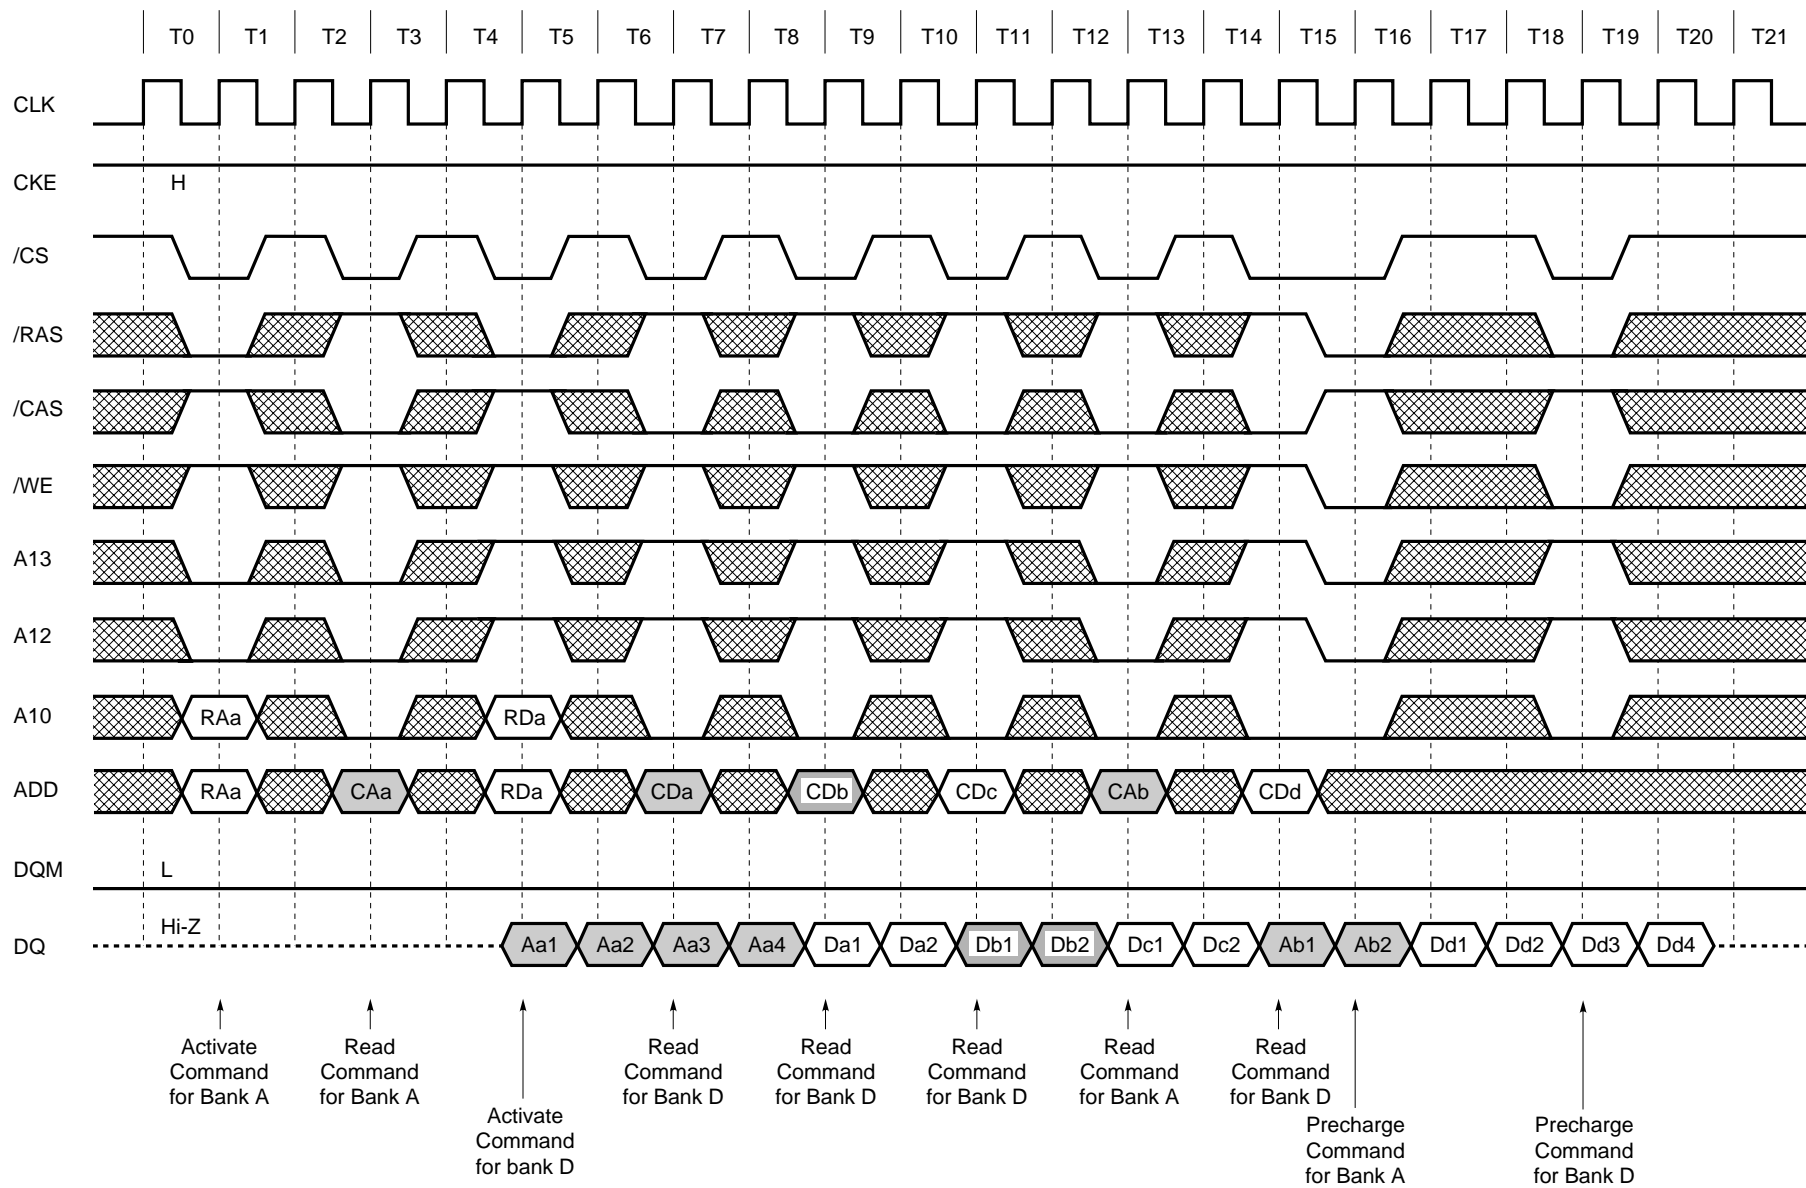 T0 T1 T2 T3 T4 T5 T6 T7 T8 T9 T10 T11 T12 T13 T14 T15 T16 T17 T18 T19 T20 T21
CLK
CKE H
/CS
/RAS
/CAS
/WE
A13
A12
A10 RAa RDa
ADD RAa CAa RDa CDa CDb CDc CAb CDd
DQM L
Hi-Z
DQ Aa1 Aa2 Aa3 Aa4 Da1 Da2 Db1 Db2 Dc1 Dc2 Ab1 Ab2 Dd1 Dd2 Dd3 Dd4
Activate
Command
for Bank A
Read
Command
for Bank A
Activate
Command
for bank D
Read
Command
for Bank D
Read
Command
for Bank D
Read
Command
for Bank D
Read
Command
for Bank A
Read
Command
for Bank D
Precharge
Command
for Bank A
Precharge
Command
for Bank D